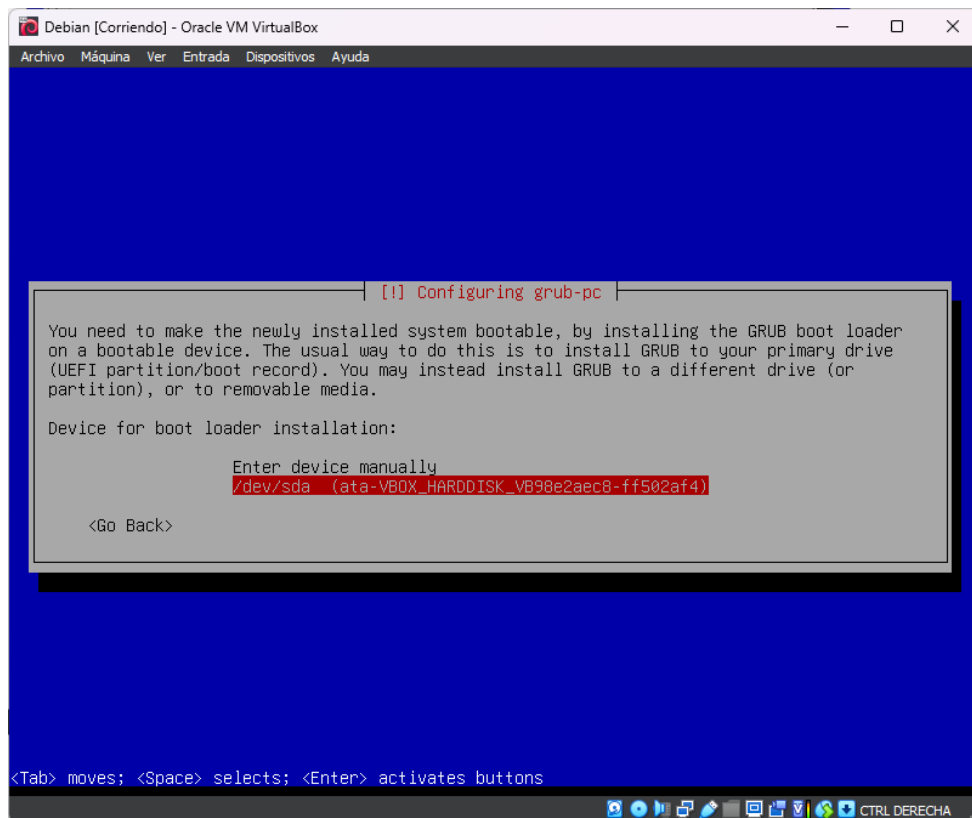 Debian [Corriendo] - Oracle VM VirtualBox
Archivo Máquina Ver Entrada Dispositivos Ayuda
[!] Configuring grub-pc
You need to make the newly installed system bootable, by installing the GRUB boot loader
on a bootable device. The usual way to do this is to install GRUB to your primary drive
(UEFI partition/boot record). You may instead install GRUB to a different drive (or
partition), or to removable media.
Device for boot loader installation:
Enter device manually
/dev/sda (ata-VBOX_HARDDISK_VB98e2aec8-ff502af4)
<Go Back>
<Tab> moves; <Space> selects; <Enter> activates buttons
CTRL DERECHA